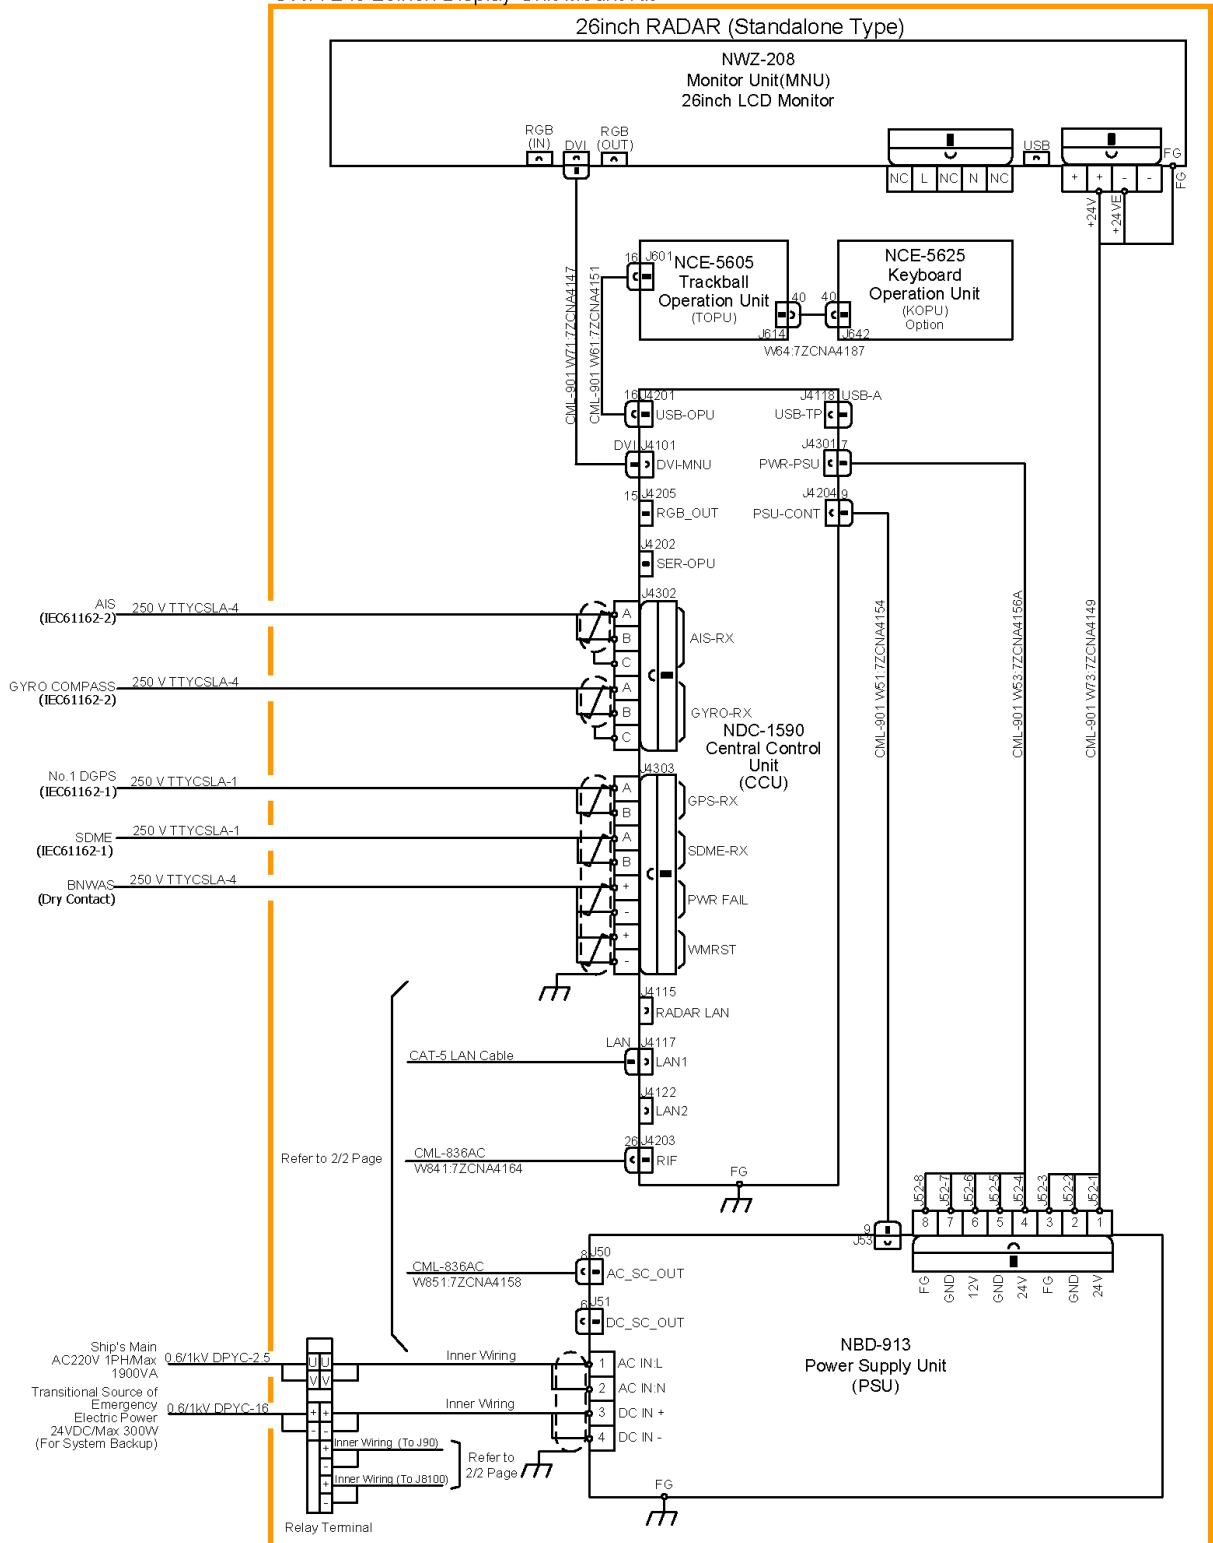 26inch RADAR (Standalone Type)
NWZ-208
Monitor Unit(MNU)
26inch LCD Monitor
RGB
(IN)
DVI
RGB
(OUT)
USB
FG
NC L NC N NC
+ + - -
FG
+24V
+24VE
CML-901 W71:7ZCNA4147
CML-901 W61:7ZCNA4151
16 J601
NCE-5605
Trackball
Operation Unit
(TOPU)
40
J614
40
J642
NCE-5625
Keyboard
Operation Unit
(KOPU)
Option
W64:7ZCNA4187
16 J4201
USB-OPU
J4118 USB-A
USB-TP
DVI J4101
DVI-MNU
J4301 7
PWR-PSU
15 J4205
RGB_OUT
J4204 9
PSU-CONT
J4202
SER-OPU
CML-901 W51:7ZCNA4154
CML-901 W53:7ZCNA4156A
CML-901 W73:7ZCNA4149
J4302
AIS
(IEC61162-2)
250 V TTYCSLA-4
A
B
C
AIS-RX
GYRO COMPASS
(IEC61162-2)
250 V TTYCSLA-4
A
B
C
GYRO-RX
NDC-1590
Central Control
Unit
(CCU)
J4303
No.1 DGPS
(IEC61162-1)
250 V TTYCSLA-1
A
B
GPS-RX
SDME
(IEC61162-1)
250 V TTYCSLA-1
A
B
SDME-RX
BNWAS
(Dry Contact)
250 V TTYCSLA-4
+
-
PWR FAIL
+
-
WMRST
J4115
RADAR LAN
CAT-5 LAN Cable
LAN J4117
LAN1
J4122
LAN2
Refer to 2/2 Page
CML-836AC
W841:7ZCNA4164
26 J4203
RIF
FG
J52-8
J52-7
J52-6
J52-5
J52-4
J52-3
J52-2
J52-1
8 7 6 5 4 3 2 1
FG
GND
12V
GND
24V
FG
GND
24V
9
J53
CML-836AC
W851:7ZCNA4158
8 J50
AC_SC_OUT
6 J51
DC_SC_OUT
NBD-913
Power Supply Unit
(PSU)
Ship's Main
AC220V 1PH/Max
1900VA
0.6/1kV DPYC-2.5
U U
V V
Inner Wiring
1 AC IN:L
2 AC IN:N
Transitional Source of
Emergency
Electric Power
24VDC/Max 300W
(For System Backup)
0.6/1kV DPYC-16
+ +
- -
Inner Wiring
3 DC IN +
4 DC IN -
+
Inner Wiring (To J90)
-
+
Inner Wiring (To J8100)
-
Refer to
2/2 Page
FG
Relay Terminal